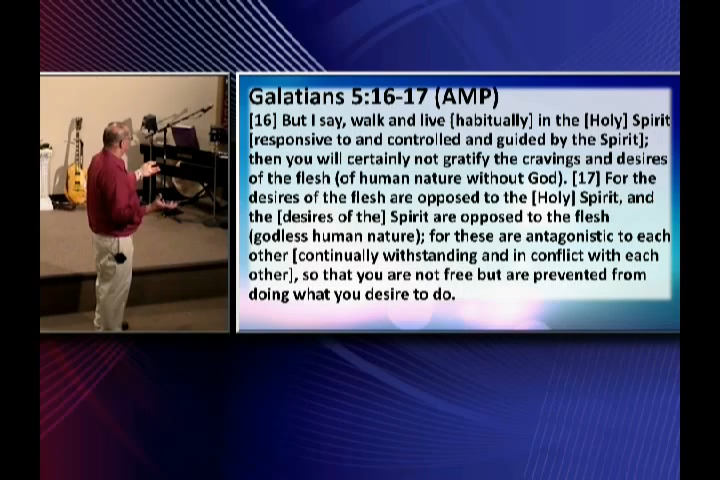 Galatians 5:16-17 (AMP)
[16] But I say, walk and live [habitually] in the [Holy] Spirit
[responsive to and controlled and guided by the Spirit];
then you will certainly not gratify the cravings and desires
of the flesh (of human nature without God). [17] For the
desires of the flesh are opposed to the [Holy] Spirit, and
the [desires of the] Spirit are opposed to the flesh
(godless human nature); for these are antagonistic to each
other [continually withstanding and in conflict with each
other], so that you are not free but are prevented from
doing what you desire to do.